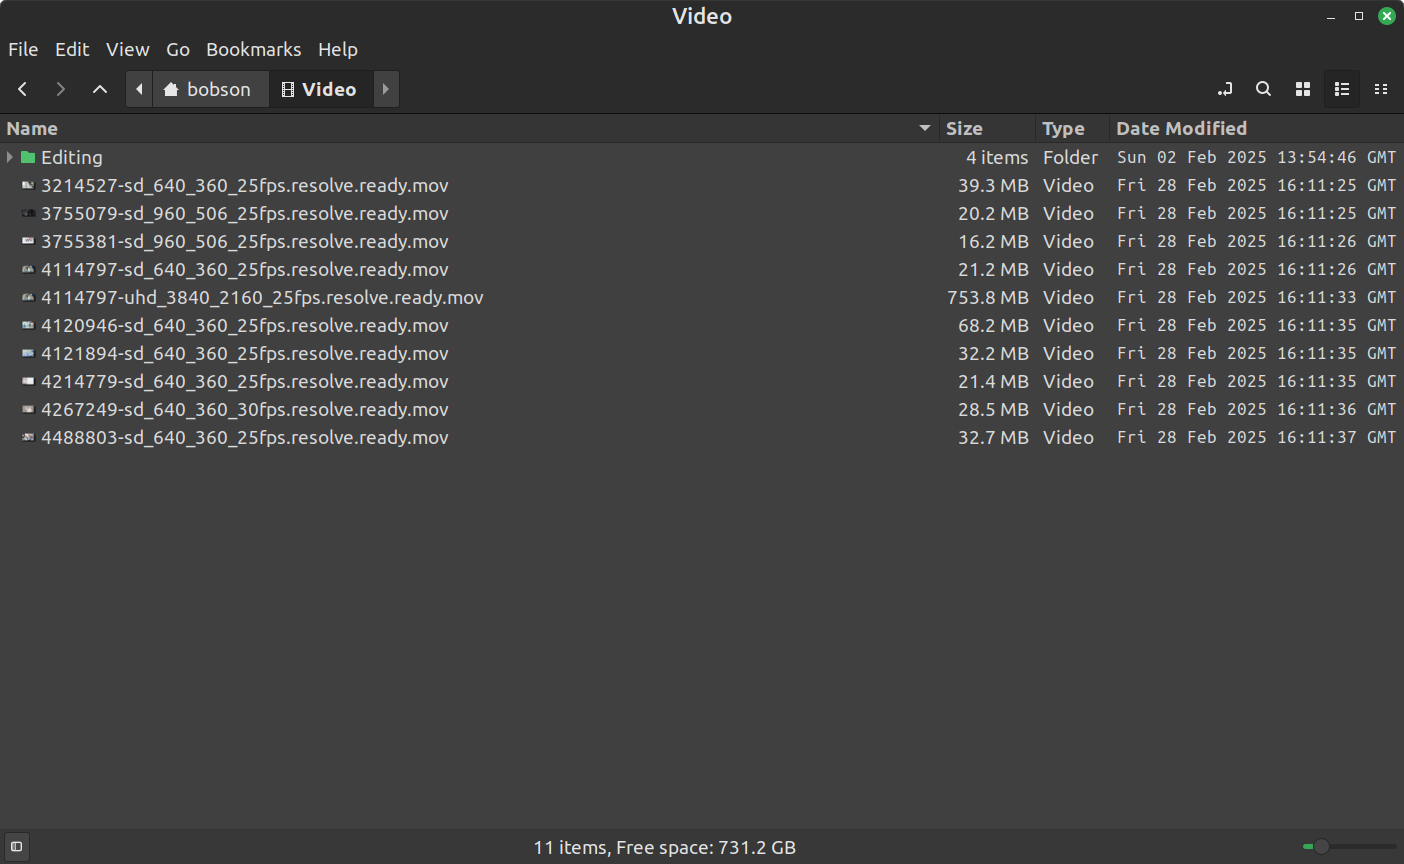 Video
File Edit View Go Bookmarks Help
bobson Video
Name Size Type Date Modified
Editing 4 items Folder Sun 02 Feb 2025 13:54:46 GMT
3214527-sd_640_360_25fps.resolve.ready.mov 39.3 MB Video Fri 28 Feb 2025 16:11:25 GMT
3755079-sd_960_506_25fps.resolve.ready.mov 20.2 MB Video Fri 28 Feb 2025 16:11:25 GMT
3755381-sd_960_506_25fps.resolve.ready.mov 16.2 MB Video Fri 28 Feb 2025 16:11:26 GMT
4114797-sd_640_360_25fps.resolve.ready.mov 21.2 MB Video Fri 28 Feb 2025 16:11:26 GMT
4114797-uhd_3840_2160_25fps.resolve.ready.mov 753.8 MB Video Fri 28 Feb 2025 16:11:33 GMT
4120946-sd_640_360_25fps.resolve.ready.mov 68.2 MB Video Fri 28 Feb 2025 16:11:35 GMT
4121894-sd_640_360_25fps.resolve.ready.mov 32.2 MB Video Fri 28 Feb 2025 16:11:35 GMT
4214779-sd_640_360_25fps.resolve.ready.mov 21.4 MB Video Fri 28 Feb 2025 16:11:35 GMT
4267249-sd_640_360_30fps.resolve.ready.mov 28.5 MB Video Fri 28 Feb 2025 16:11:36 GMT
4488803-sd_640_360_25fps.resolve.ready.mov 32.7 MB Video Fri 28 Feb 2025 16:11:37 GMT
11 items, Free space: 731.2 GB